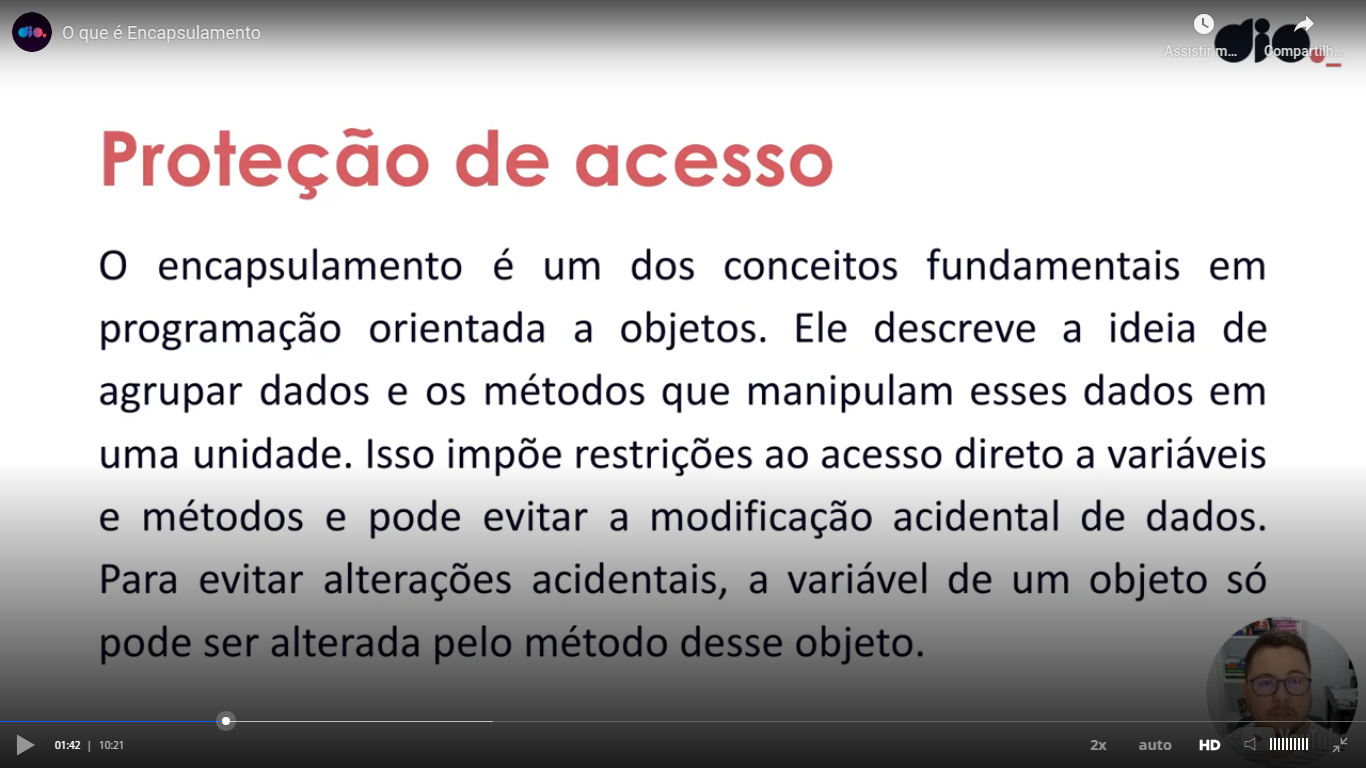 O que é Encapsulamento
dio.
Assistir m...
Compartilh...
dio._
Proteção de acesso
O encapsulamento é um dos conceitos fundamentais em
programação orientada a objetos. Ele descreve a ideia de
agrupar dados e os métodos que manipulam esses dados em
uma unidade. Isso impõe restrições ao acesso direto a variáveis
e métodos e pode evitar a modificação acidental de dados.
Para evitar alterações acidentais, a variável de um objeto só
pode ser alterada pelo método desse objeto.
01:42 | 10:21
2x auto HD